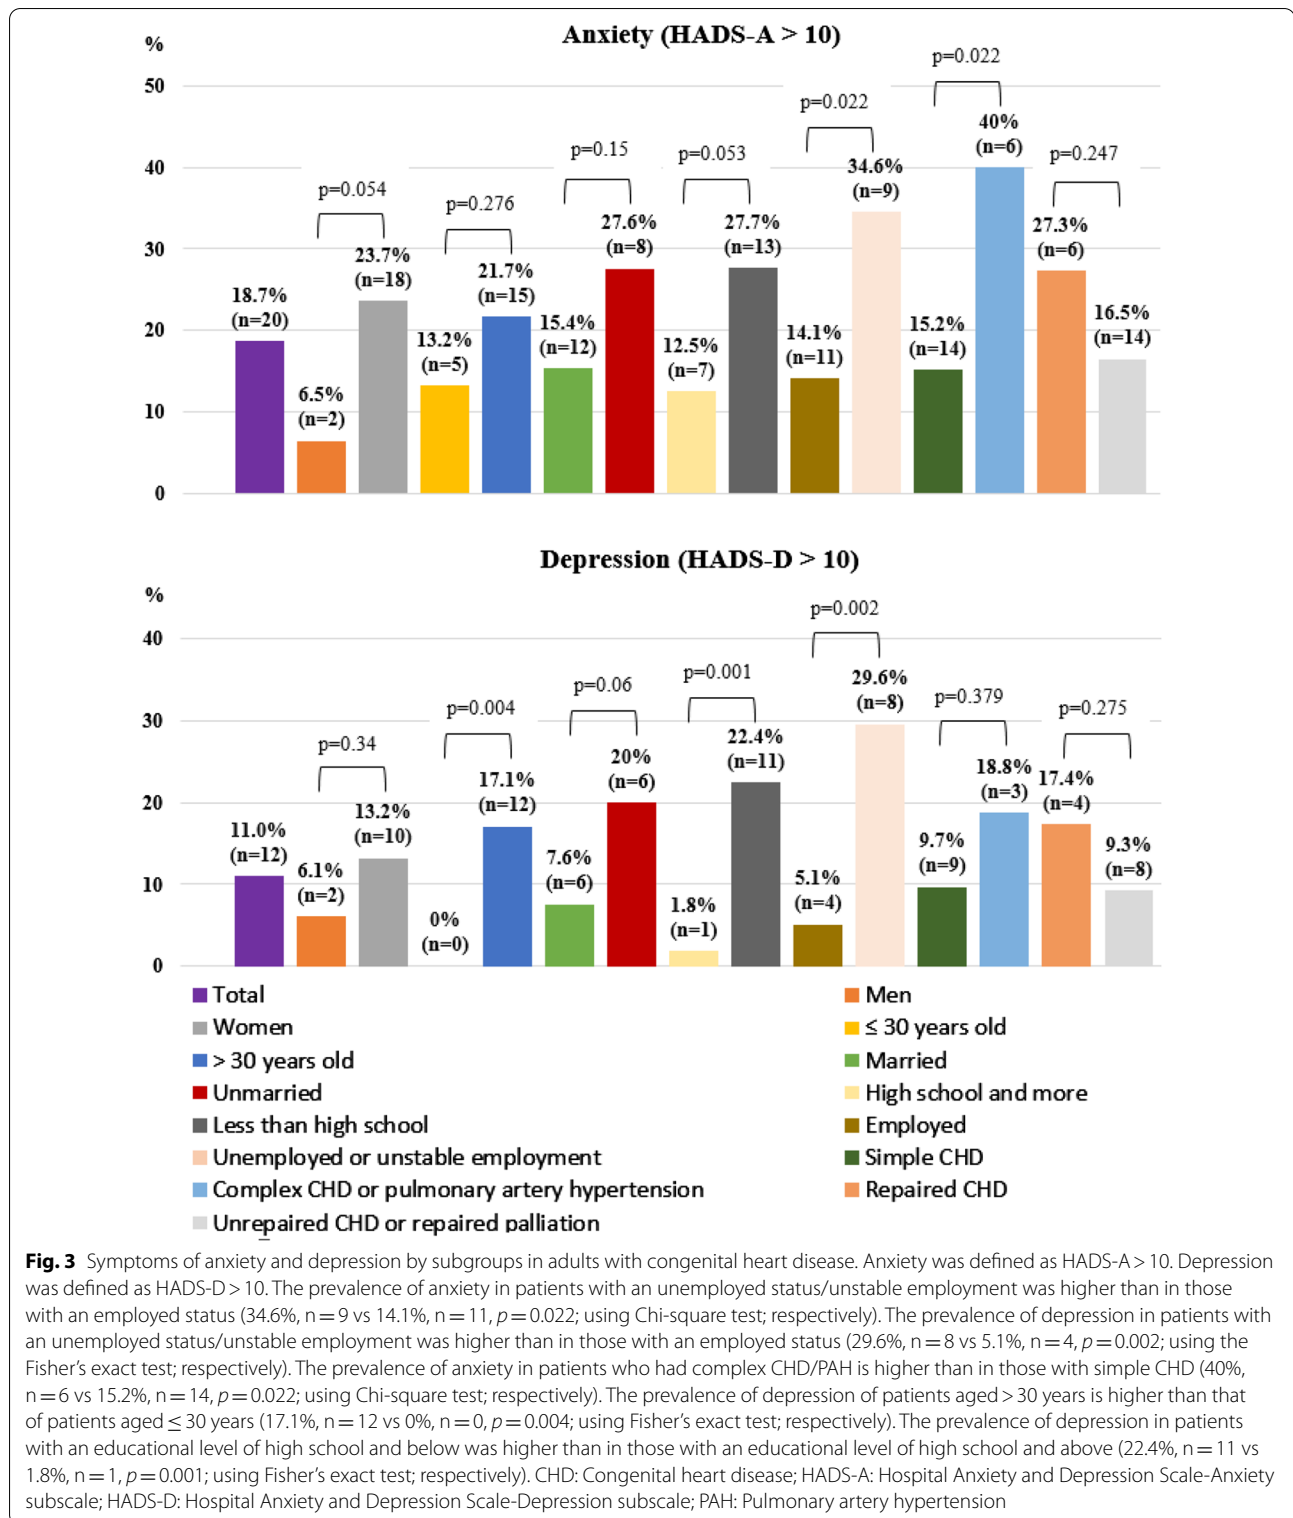 Anxiety (HADS-A > 10)
%
50
40
30
20
10
0
p=0.054
p=0.276
p=0.15
p=0.053
p=0.022
p=0.022
p=0.247
18.7%
(n=20)
6.5%
(n=2)
23.7%
(n=18)
13.2%
(n=5)
21.7%
(n=15)
15.4%
(n=12)
27.6%
(n=8)
12.5%
(n=7)
27.7%
(n=13)
14.1%
(n=11)
34.6%
(n=9)
15.2%
(n=14)
40%
(n=6)
27.3%
(n=6)
16.5%
(n=14)
Depression (HADS-D > 10)
%
40
30
20
10
0
p=0.34
p=0.004
p=0.06
p=0.001
p=0.002
p=0.379
p=0.275
11.0%
(n=12)
6.1%
(n=2)
13.2%
(n=10)
0%
(n=0)
17.1%
(n=12)
7.6%
(n=6)
20%
(n=6)
1.8%
(n=1)
22.4%
(n=11)
5.1%
(n=4)
29.6%
(n=8)
9.7%
(n=9)
18.8%
(n=3)
17.4%
(n=4)
9.3%
(n=8)
Total
Men
Women
≤ 30 years old
> 30 years old
Married
Unmarried
High school and more
Less than high school
Employed
Unemployed or unstable employment
Simple CHD
Complex CHD or pulmonary artery hypertension
Repaired CHD
Unrepaired CHD or repaired palliation
Fig. 3 Symptoms of anxiety and depression by subgroups in adults with congenital heart disease. Anxiety was defined as HADS-A > 10. Depression
was defined as HADS-D > 10. The prevalence of anxiety in patients with an unemployed status/unstable employment was higher than in those
with an employed status (34.6%, n = 9 vs 14.1%, n = 11, p = 0.022; using Chi-square test; respectively). The prevalence of depression in patients with
an unemployed status/unstable employment was higher than in those with an employed status (29.6%, n = 8 vs 5.1%, n = 4, p = 0.002; using the
Fisher's exact test; respectively). The prevalence of anxiety in patients who had complex CHD/PAH is higher than in those with simple CHD (40%,
n = 6 vs 15.2%, n = 14, p = 0.022; using Chi-square test; respectively). The prevalence of depression of patients aged > 30 years is higher than that
of patients aged ≤ 30 years (17.1%, n = 12 vs 0%, n = 0, p = 0.004; using Fisher's exact test; respectively). The prevalence of depression in patients
with an educational level of high school and below was higher than in those with an educational level of high school and above (22.4%, n = 11 vs
1.8%, n = 1, p = 0.001; using Fisher's exact test; respectively). CHD: Congenital heart disease; HADS-A: Hospital Anxiety and Depression Scale-Anxiety
subscale; HADS-D: Hospital Anxiety and Depression Scale-Depression subscale; PAH: Pulmonary artery hypertension